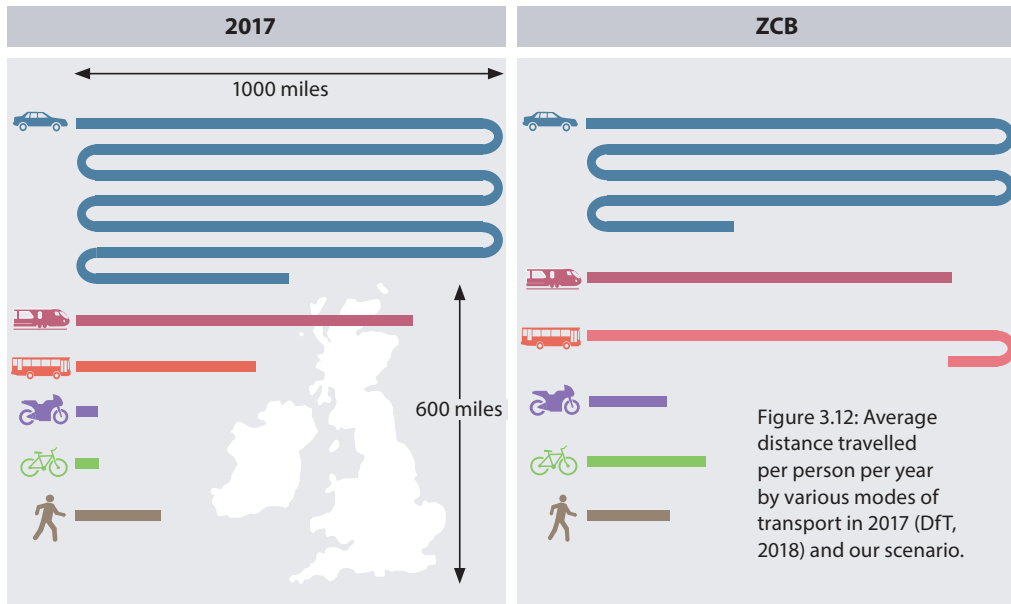 2017
ZCB
1000 miles
600 miles
Figure 3.12: Average
distance travelled
per person per year
by various modes of
transport in 2017 (DfT,
2018) and our scenario.